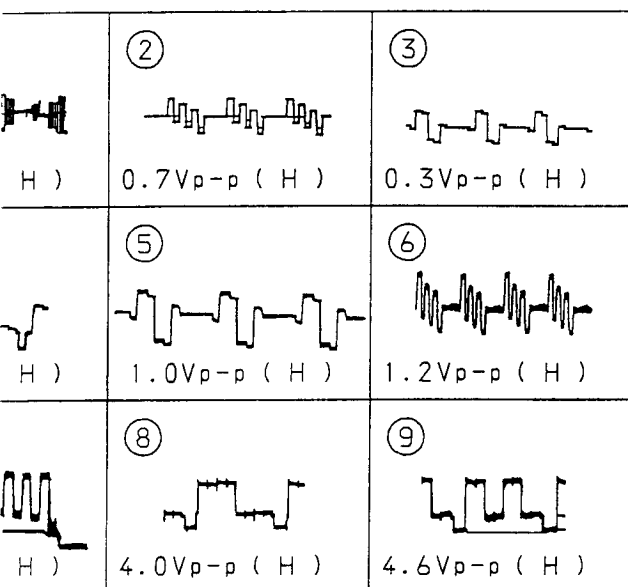 ② ③
H ) 0.7Vp-p ( H ) 0.3Vp-p ( H )
⑤ ⑥
H ) 1.0Vp-p ( H ) 1.2Vp-p ( H )
⑧ ⑨
H ) 4.0Vp-p ( H ) 4.6Vp-p ( H )